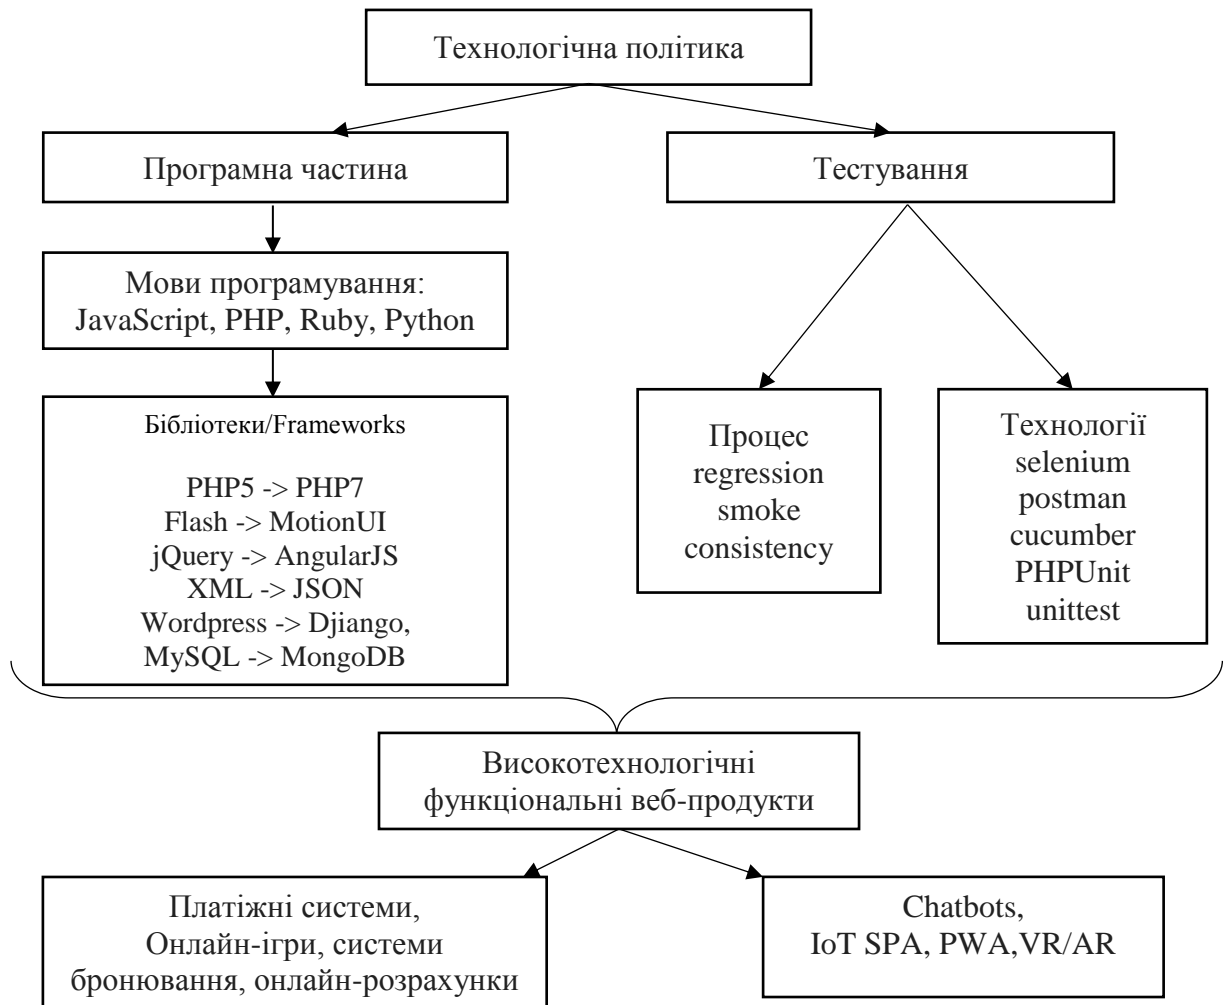 Технологічна політика
Програмна частина
Тестування
Мови програмування:
JavaScript, PHP, Ruby, Python
Бібліотеки/Frameworks
PHP5 -> PHP7
Flash -> MotionUI
jQuery -> AngularJS
XML -> JSON
Wordpress -> Djiango,
MySQL -> MongoDB
Процес
regression
smoke
consistency
Технології
selenium
postman
cucumber
PHPUnit
unittest
Високотехнологічні
функціональні веб-продукти
Платіжні системи,
Онлайн-ігри, системи
бронювання, онлайн-розрахунки
Chatbots,
IoT SPA, PWA,VR/AR